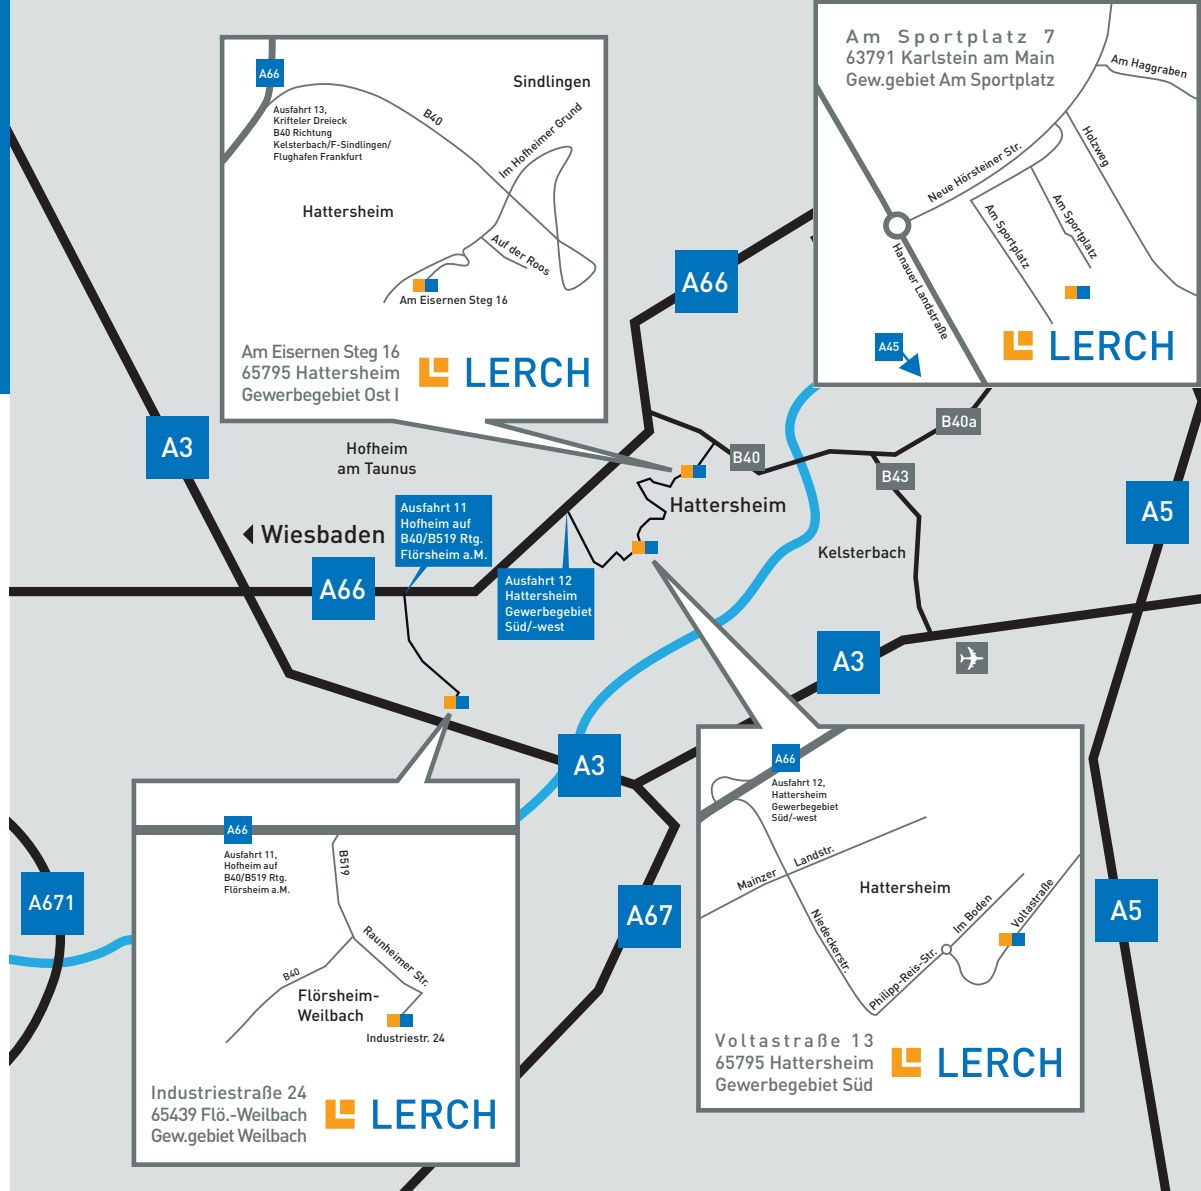 A66
Ausfahrt 13,
Krifteler Dreieck
B40 Richtung
Kelsterbach/F-Sindlingen/
Flughafen Frankfurt
B40
Sindlingen
Im Hofheimer Grund
Hattersheim
Auf der Roos
Am Eisernen Steg 16
Am Eisernen Steg 16
65795 Hattersheim
Gewerbegebiet Ost I
LERCH
Am Sportplatz 7
63791 Karlstein am Main
Gew.gebiet Am Sportplatz
Am Haggraben
Holzweg
Neue Hörsteiner Str.
Am Sportplatz
Am Sportplatz
Hanauer Landstraße
A45
LERCH
A66
A3
Hofheim
am Taunus
B40a
B40
B43
Wiesbaden
Ausfahrt 11
Hofheim auf
B40/B519 Rtg.
Flörsheim a.M.
Hattersheim
A5
Kelsterbach
A66
Ausfahrt 12
Hattersheim
Gewerbegebiet
Süd/-west
A3
A3
A671
A67
A5
A66
Ausfahrt 11,
Hofheim auf
B40/B519 Rtg.
Flörsheim a.M.
B519
Raunheimer Str.
B40
Flörsheim-
Weilbach
Industriestr. 24
Industriestraße 24
65439 Flö.-Weilbach
Gew.gebiet Weilbach
LERCH
A66
Ausfahrt 12,
Hattersheim
Gewerbegebiet
Süd/-west
Mainzer Landstr.
Hattersheim
Niedeckerstr.
Im Boden
Voltastraße
Philipp-Reis-Str.
Voltastraße 13
65795 Hattersheim
Gewerbegebiet Süd
LERCH